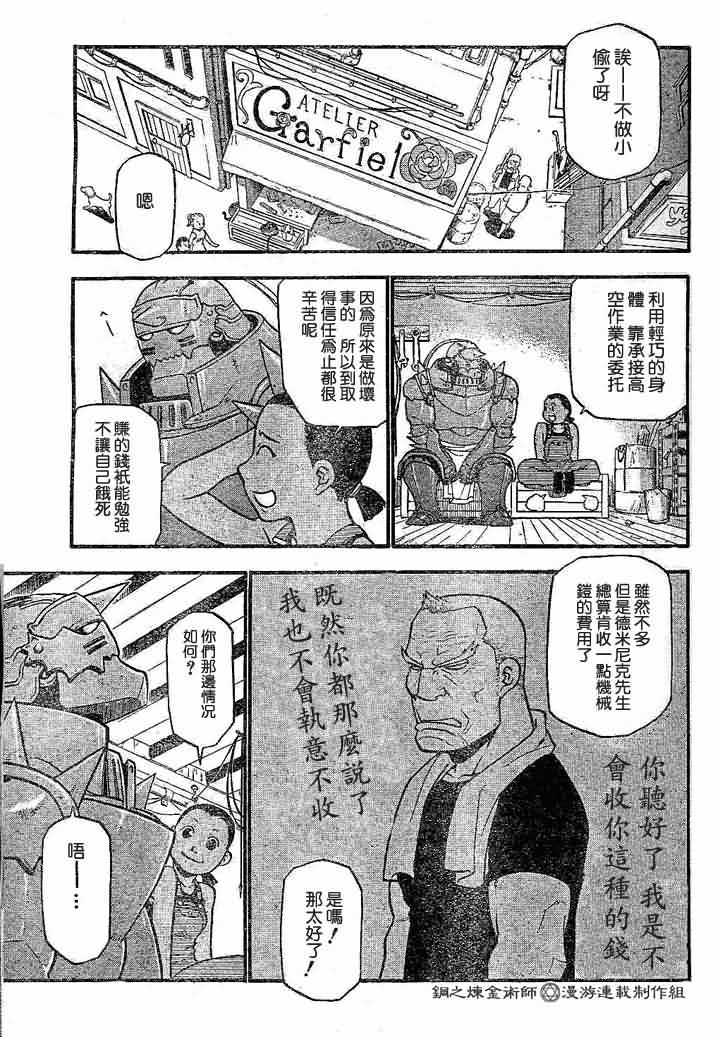 誒——不做小
偷了呀
ATELIER
Garfiel
嗯
利用輕巧的身
體 靠承接高
空作業的委托
因為原來是做壞
事的 所以到取
得信任為止都很
辛苦呢
賺的錢衹能勉強
不讓自己餓死
雖然不多
但是德米尼克先生
總算肯收一點機械
鎧的費用了
你聽好了 我是不
會收你這種的錢
既然你都那麼說了
我也不會執意不收
是嗎！
那太好了！
你們那邊情况
如何？
唔—…
鋼之煉金術師 漫游連載制作組